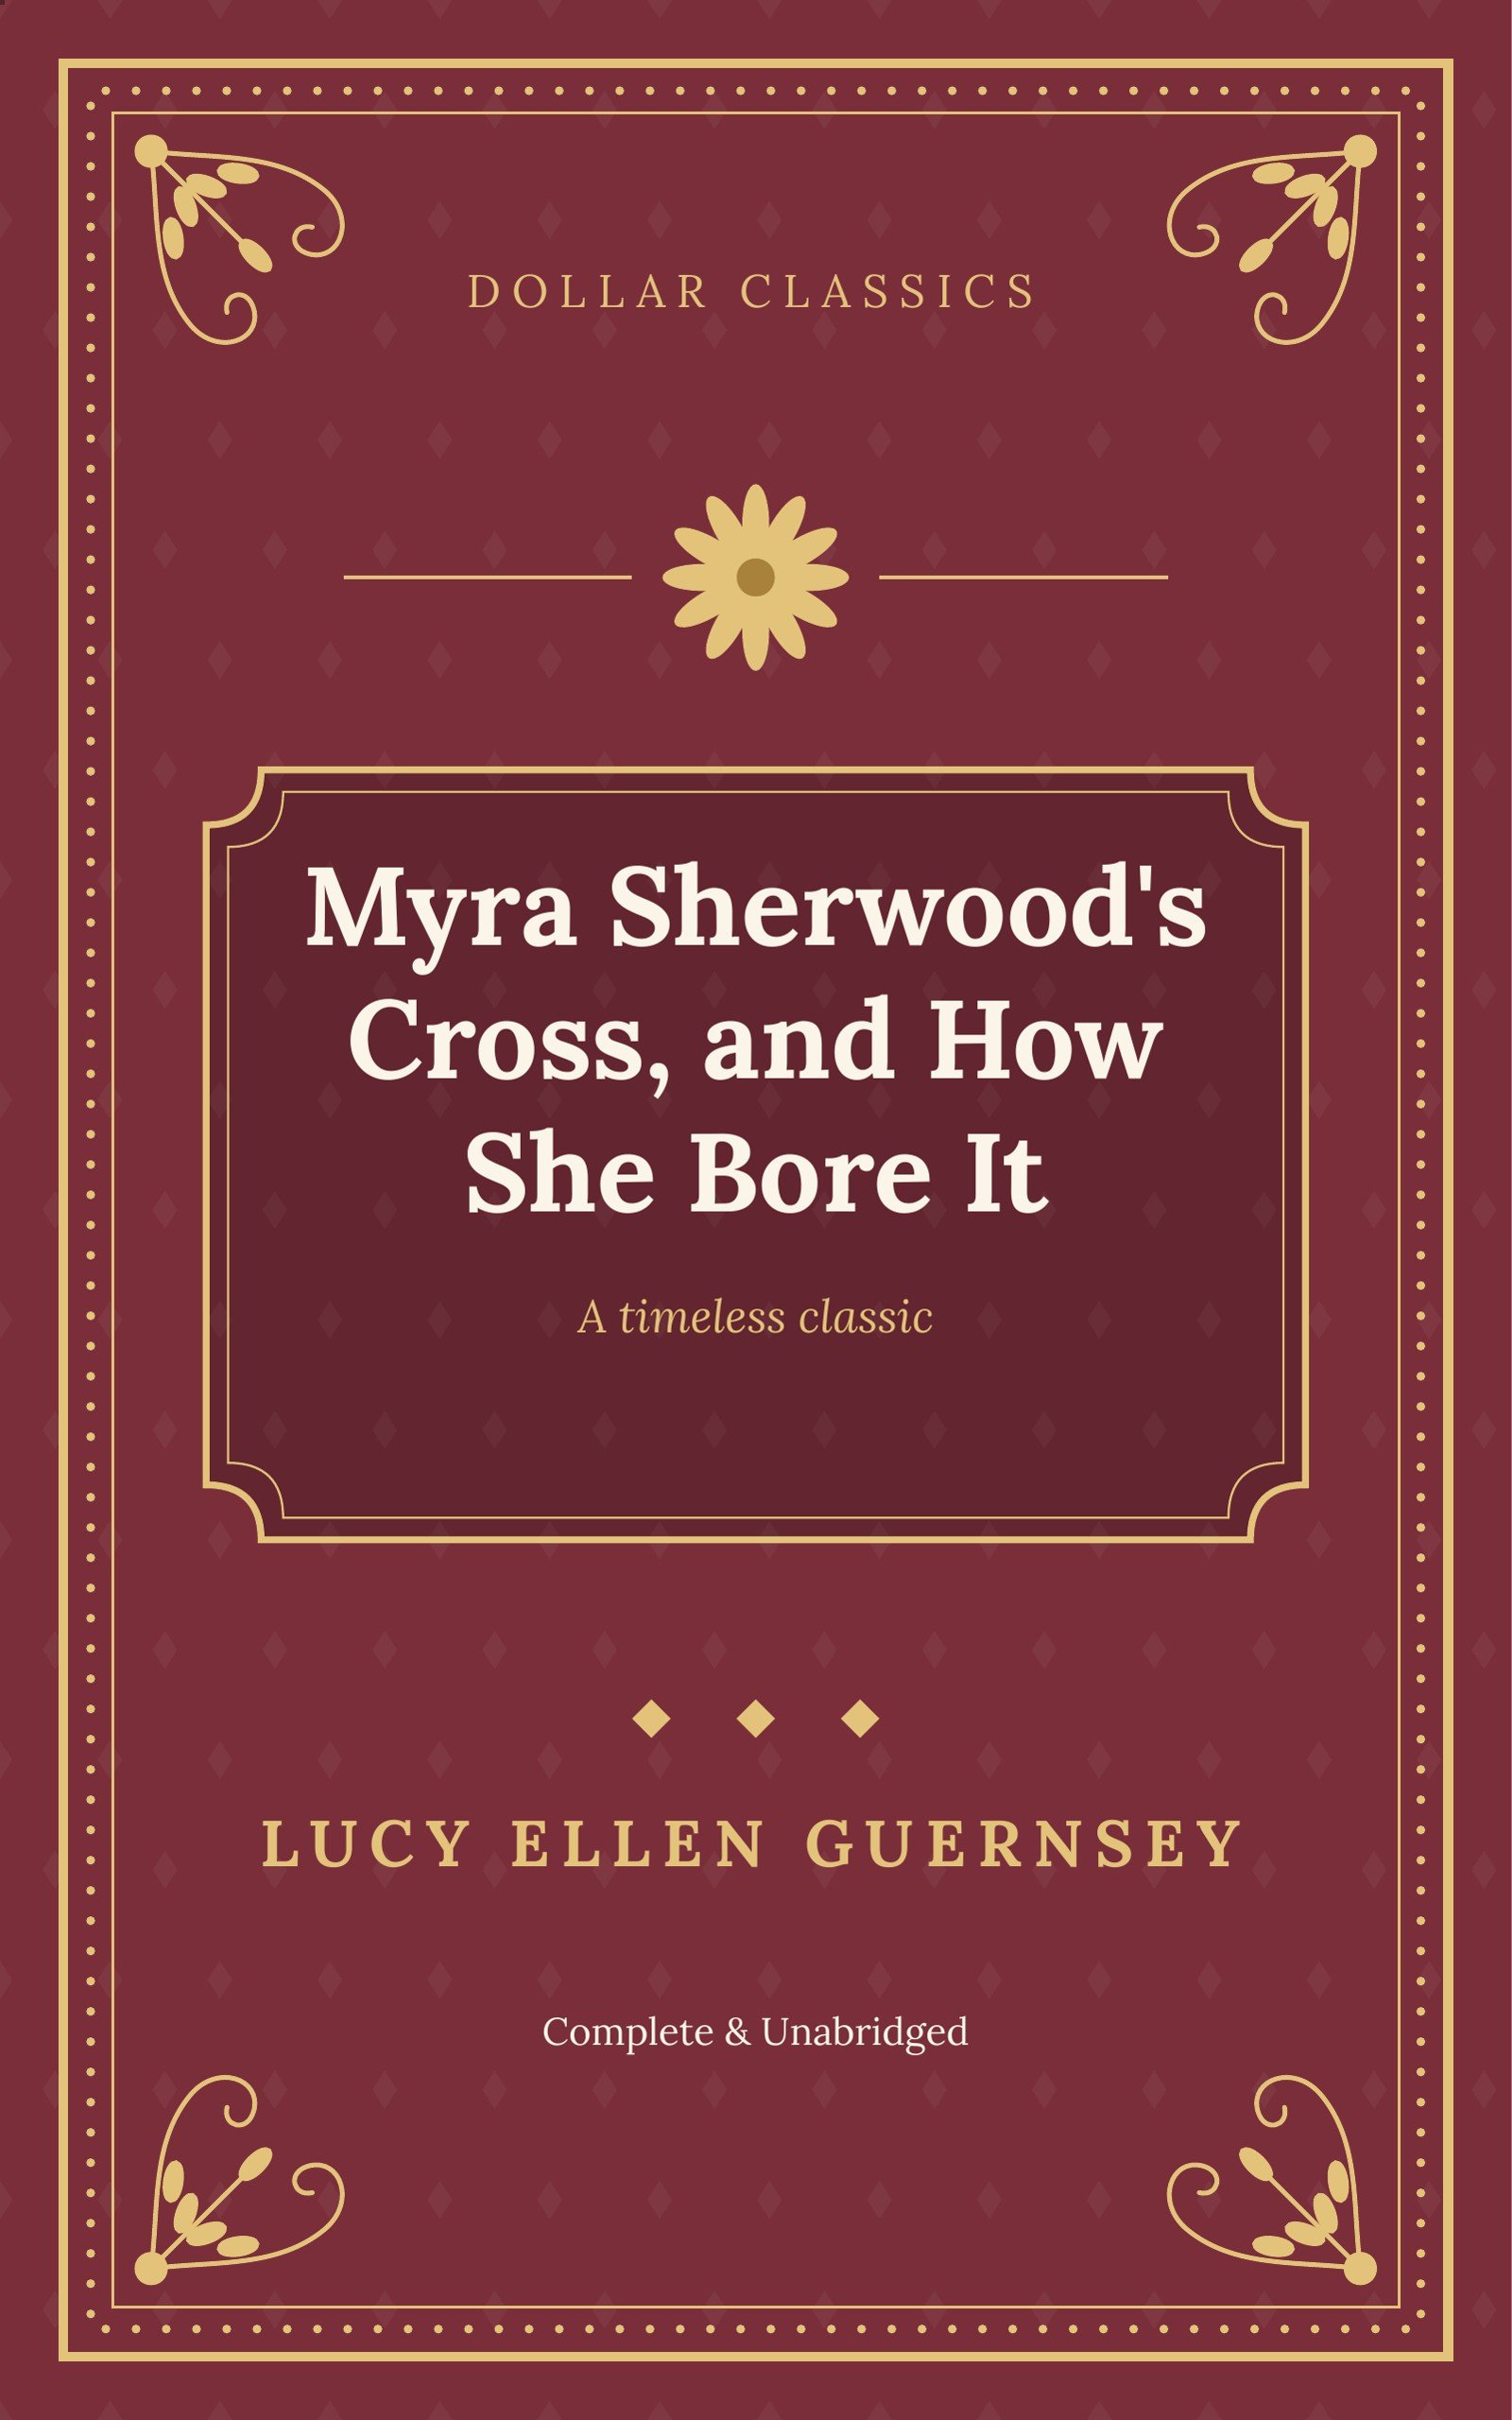 DOLLAR CLASSICS
Myra Sherwood's
Cross, and How
She Bore It
A timeless classic
LUCY ELLEN GUERNSEY
Complete & Unabridged